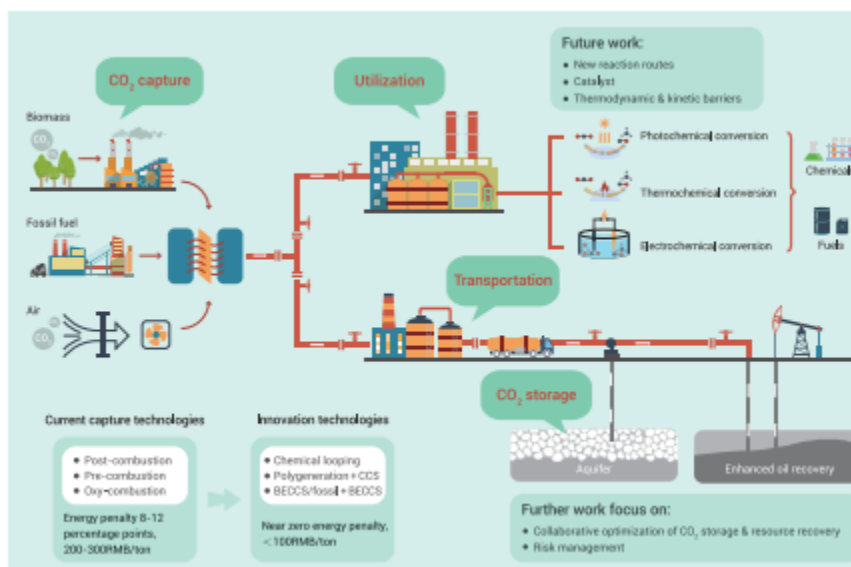 CO₂ capture
Biomass
CO₂
Fossil fuel
Air
CO₂
Utilization
Future work:
• New reaction routes
• Catalyst
• Thermodynamic & kinetic barriers
Photochemical conversion
Thermochemical conversion
Electrochemical conversion
Chemical
Fuels
Transportation
CO₂ storage
Aquifer
Enhanced oil recovery
Current capture technologies
• Post-combustion
• Pre-combustion
• Oxy-combustion
Energy penalty 8-12
percentage points,
200-300RMB/ton
Innovation technologies
• Chemical looping
• Polygeneration + CCS
• BECCS/fossil + BECCS
Near zero energy penalty,
<100RMB/ton
Further work focus on:
• Collaborative optimization of CO₂ storage & resource recovery
• Risk management